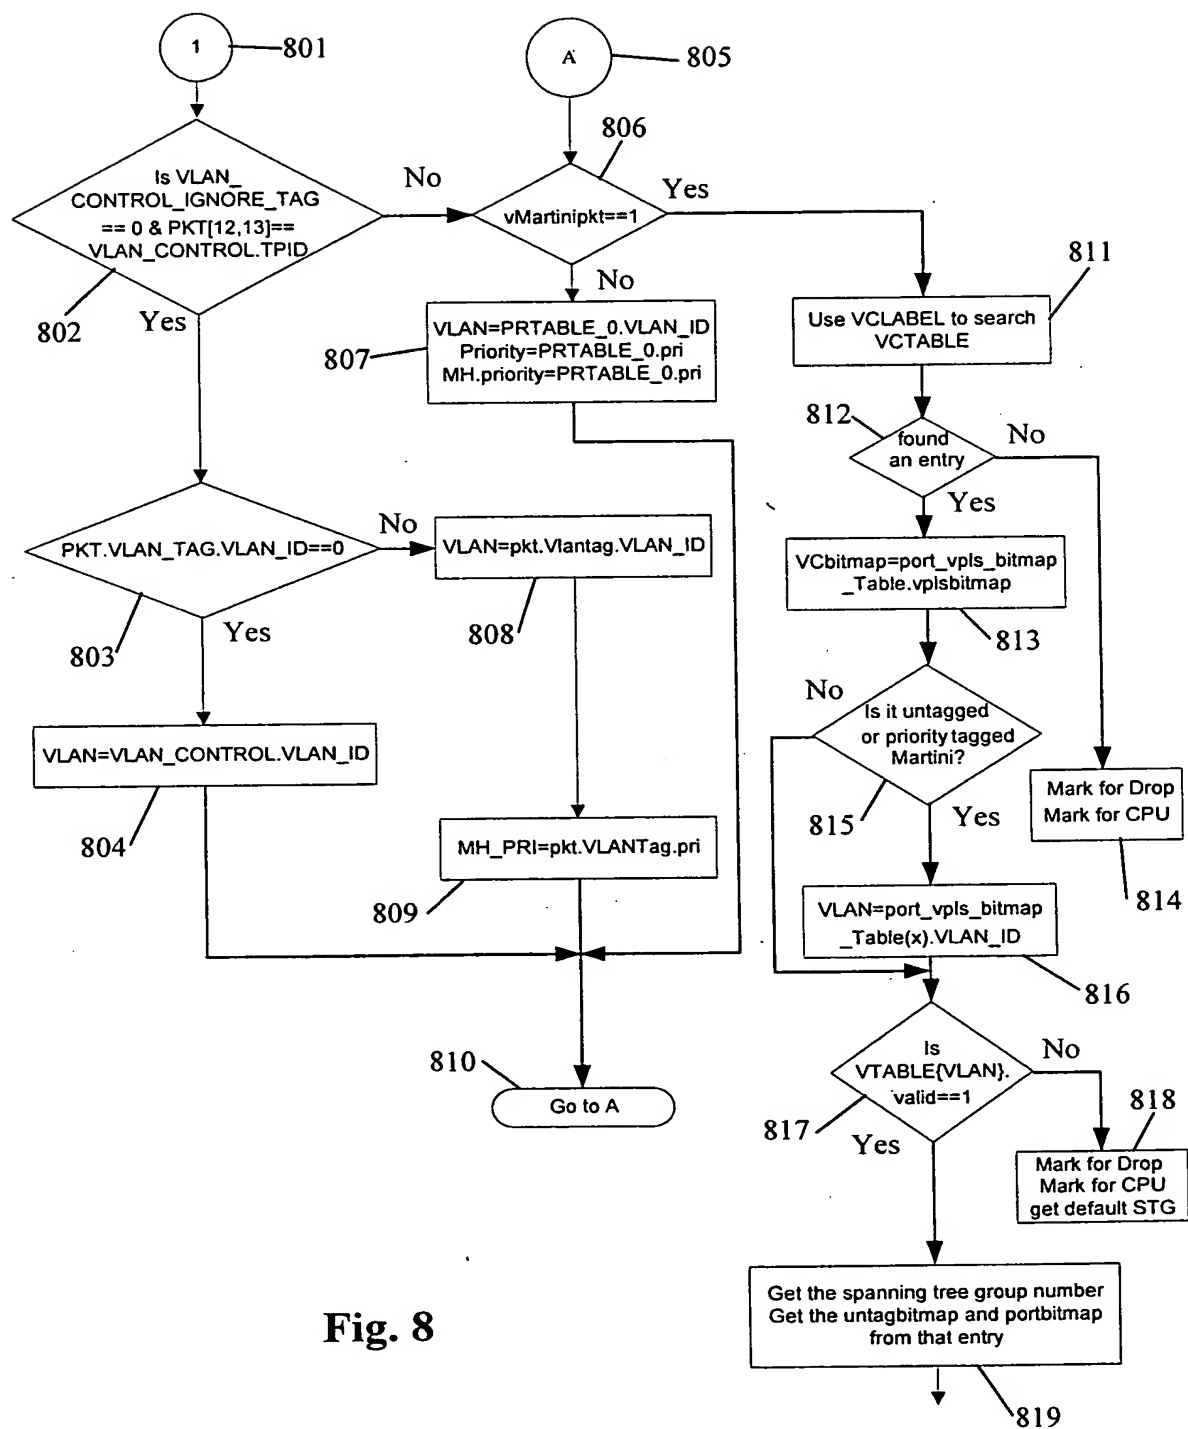 1
801
A
805
806
Is VLAN_
CONTROL_IGNORE_TAG
== 0 & PKT[12,13]==
VLAN_CONTROL.TPID
802
No
Yes
vMartinipkt==1
Yes
No
VLAN=PRTABLE_0.VLAN_ID
Priority=PRTABLE_0.pri
MH.priority=PRTABLE_0.pri
807
811
Use VCLABEL to search
VCTABLE
812
found
an entry
No
Yes
PKT.VLAN_TAG.VLAN_ID==0
No
803
Yes
VLAN=pkt.Vlantag.VLAN_ID
808
VCbitmap=port_vpls_bitmap
_Table.vplsbitmap
813
VLAN=VLAN_CONTROL.VLAN_ID
804
No
Is it untagged
or priority tagged
Martini?
815
Yes
Mark for Drop
Mark for CPU
814
MH_PRI=pkt.VLANTag.pri
809
VLAN=port_vpls_bitmap
_Table(x).VLAN_ID
816
810
Go to A
Is
VTABLE{VLAN}.
valid==1
817
No
Yes
818
Mark for Drop
Mark for CPU
get default STG
Get the spanning tree group number
Get the untagbitmap and portbitmap
from that entry
819
Fig. 8